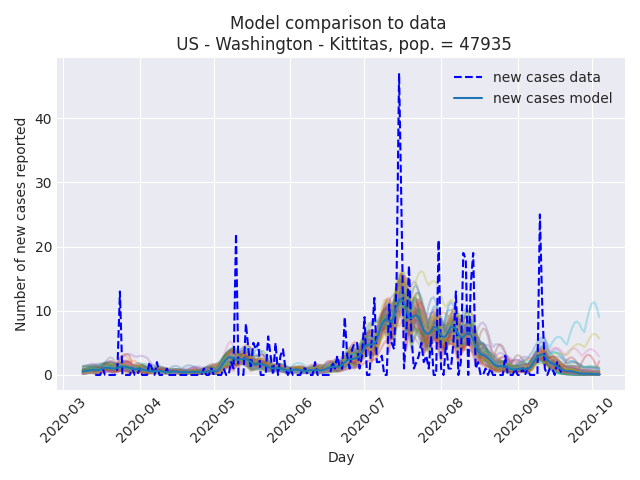 Model comparison to data
US - Washington - Kittitas, pop. = 47935
new cases data
new cases model
Number of new cases reported
40
30
20
10
0
2020-03
2020-04
2020-05
2020-06
2020-07
2020-08
2020-09
2020-10
Day